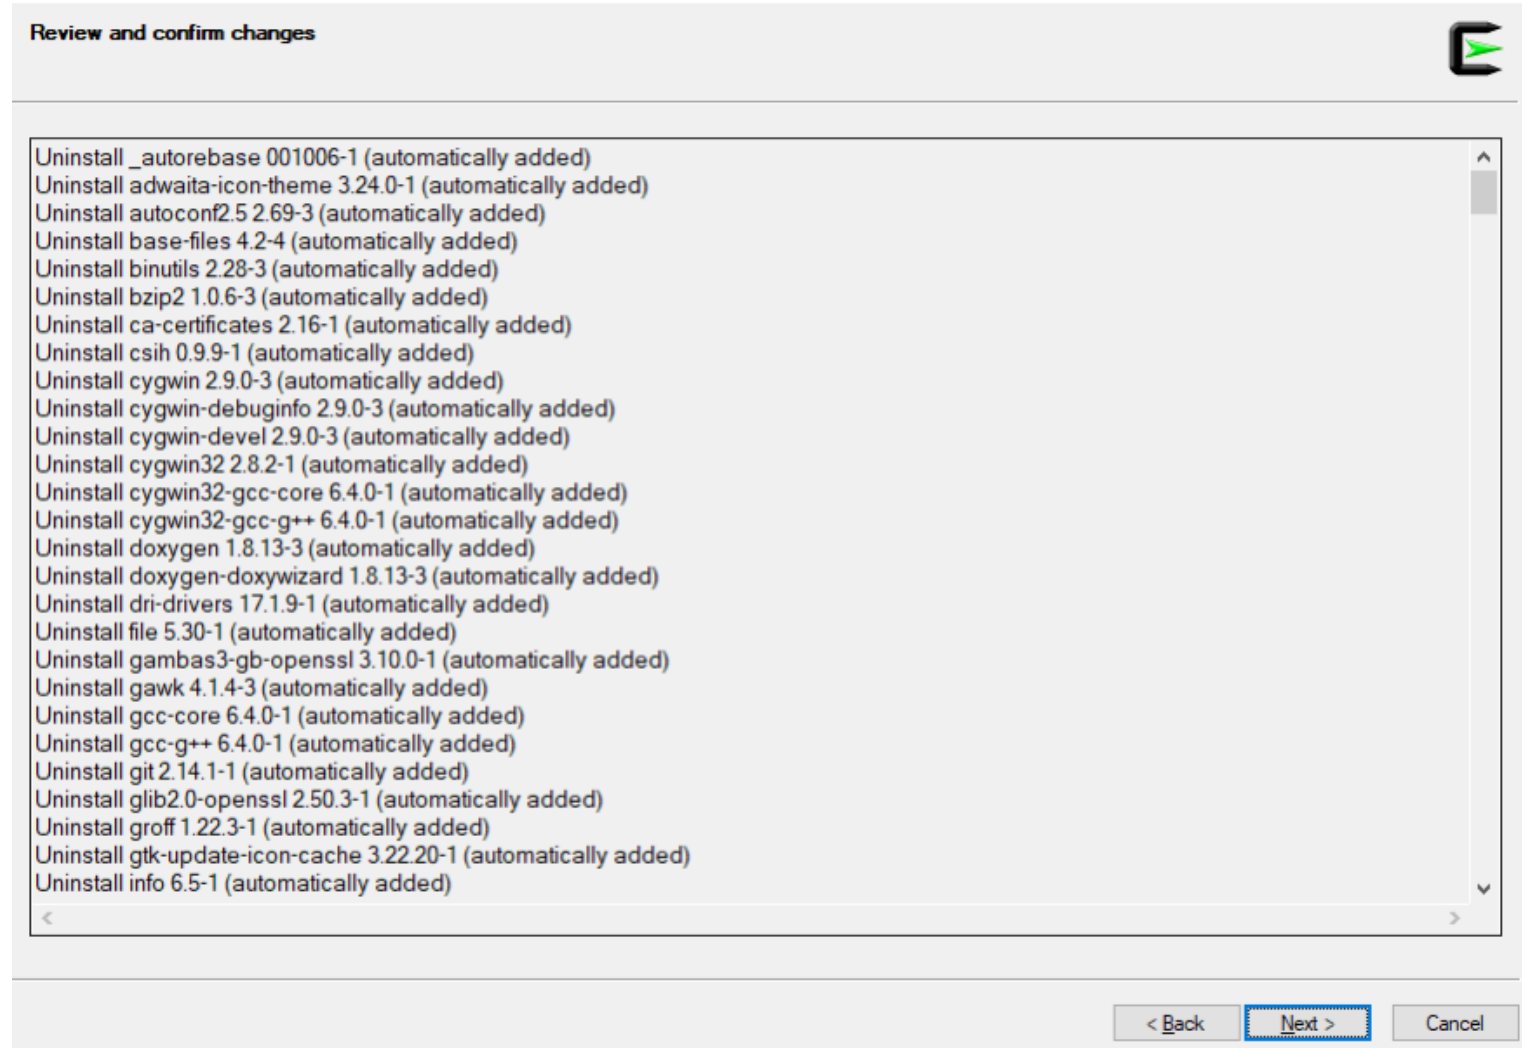 Review and confirm changes
Uninstall _autorebase 001006-1 (automatically added)
Uninstall adwaita-icon-theme 3.24.0-1 (automatically added)
Uninstall autoconf2.5 2.69-3 (automatically added)
Uninstall base-files 4.2-4 (automatically added)
Uninstall binutils 2.28-3 (automatically added)
Uninstall bzip2 1.0.6-3 (automatically added)
Uninstall ca-certificates 2.16-1 (automatically added)
Uninstall csih 0.9.9-1 (automatically added)
Uninstall cygwin 2.9.0-3 (automatically added)
Uninstall cygwin-debuginfo 2.9.0-3 (automatically added)
Uninstall cygwin-devel 2.9.0-3 (automatically added)
Uninstall cygwin32 2.8.2-1 (automatically added)
Uninstall cygwin32-gcc-core 6.4.0-1 (automatically added)
Uninstall cygwin32-gcc-g++ 6.4.0-1 (automatically added)
Uninstall doxygen 1.8.13-3 (automatically added)
Uninstall doxygen-doxywizard 1.8.13-3 (automatically added)
Uninstall dri-drivers 17.1.9-1 (automatically added)
Uninstall file 5.30-1 (automatically added)
Uninstall gambas3-gb-openssl 3.10.0-1 (automatically added)
Uninstall gawk 4.1.4-3 (automatically added)
Uninstall gcc-core 6.4.0-1 (automatically added)
Uninstall gcc-g++ 6.4.0-1 (automatically added)
Uninstall git 2.14.1-1 (automatically added)
Uninstall glib2.0-openssl 2.50.3-1 (automatically added)
Uninstall groff 1.22.3-1 (automatically added)
Uninstall gtk-update-icon-cache 3.22.20-1 (automatically added)
Uninstall info 6.5-1 (automatically added)
< Back Next > Cancel